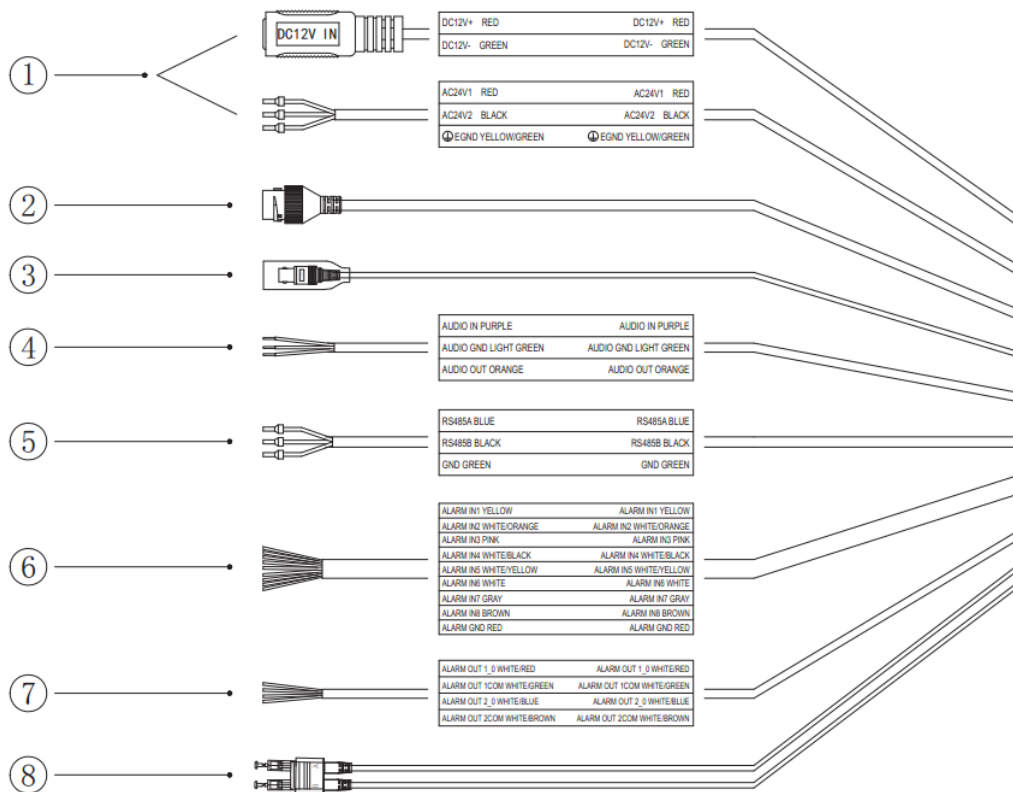 ①
DC12V IN
DC12V+ RED DC12V+ RED
DC12V- GREEN DC12V- GREEN
AC24V1 RED AC24V1 RED
AC24V2 BLACK AC24V2 BLACK
EGND YELLOW/GREEN EGND YELLOW/GREEN
②
③
④
AUDIO IN PURPLE AUDIO IN PURPLE
AUDIO GND LIGHT GREEN AUDIO GND LIGHT GREEN
AUDIO OUT ORANGE AUDIO OUT ORANGE
⑤
RS485A BLUE RS485A BLUE
RS485B BLACK RS485B BLACK
GND GREEN GND GREEN
⑥
ALARM IN1 YELLOW ALARM IN1 YELLOW
ALARM IN2 WHITE/ORANGE ALARM IN2 WHITE/ORANGE
ALARM IN3 PINK ALARM IN3 PINK
ALARM IN4 WHITE/BLACK ALARM IN4 WHITE/BLACK
ALARM IN5 WHITE/YELLOW ALARM IN5 WHITE/YELLOW
ALARM IN6 WHITE ALARM IN6 WHITE
ALARM IN7 GRAY ALARM IN7 GRAY
ALARM IN8 BROWN ALARM IN8 BROWN
ALARM GND RED ALARM GND RED
⑦
ALARM OUT 1_0 WHITE/RED ALARM OUT 1_0 WHITE/RED
ALARM OUT 1COM WHITE/GREEN ALARM OUT 1COM WHITE/GREEN
ALARM OUT 2_0 WHITE/BLUE ALARM OUT 2_0 WHITE/BLUE
ALARM OUT 2COM WHITE/BROWN ALARM OUT 2COM WHITE/BROWN
⑧